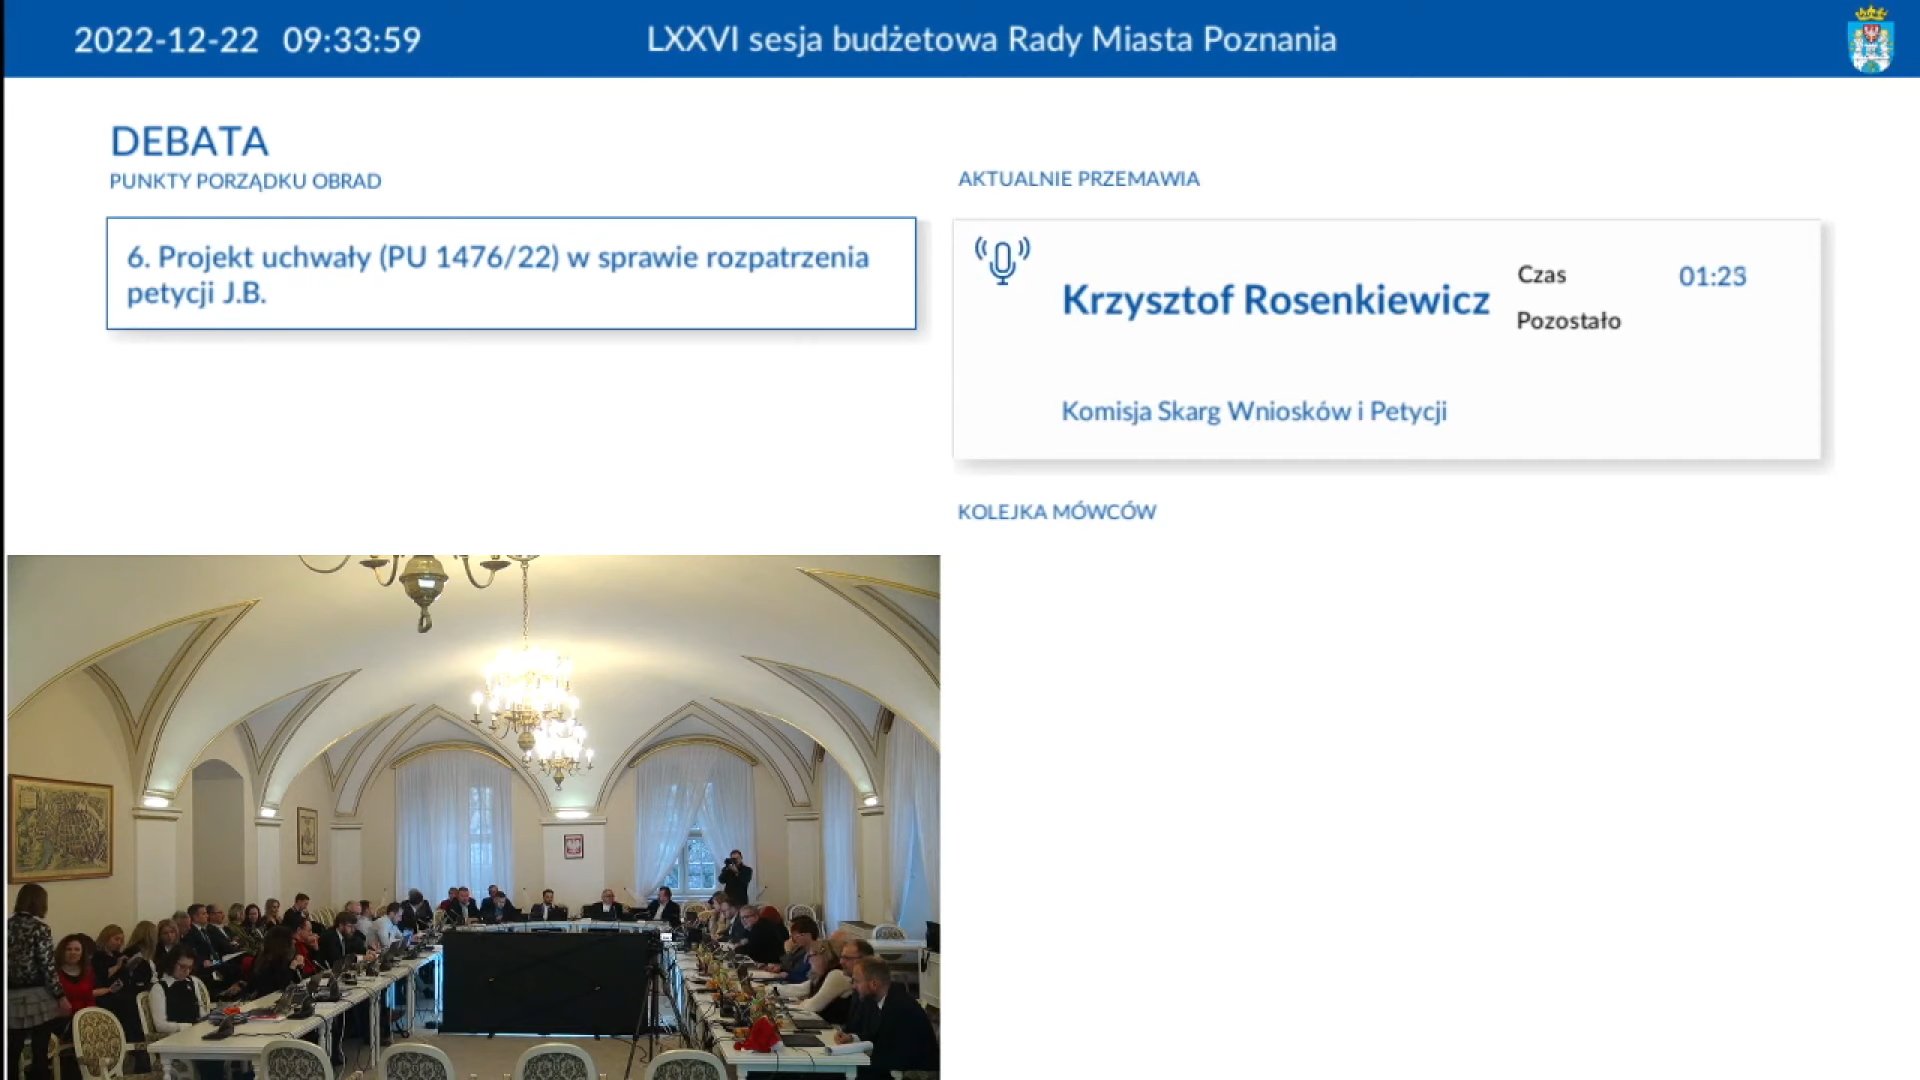 2022-12-22 09:33:59
LXXVI sesja budżetowa Rady Miasta Poznania
DEBATA
PUNKTY PORZĄDKU OBRAD
6. Projekt uchwały (PU 1476/22) w sprawie rozpatrzenia
petycji J.B.
AKTUALNIE PRZEMAWIA
Krzysztof Rosenkiewicz
Czas 01:23
Pozostało
Komisja Skarg Wniosków i Petycji
KOLEJKA MÓWCÓW